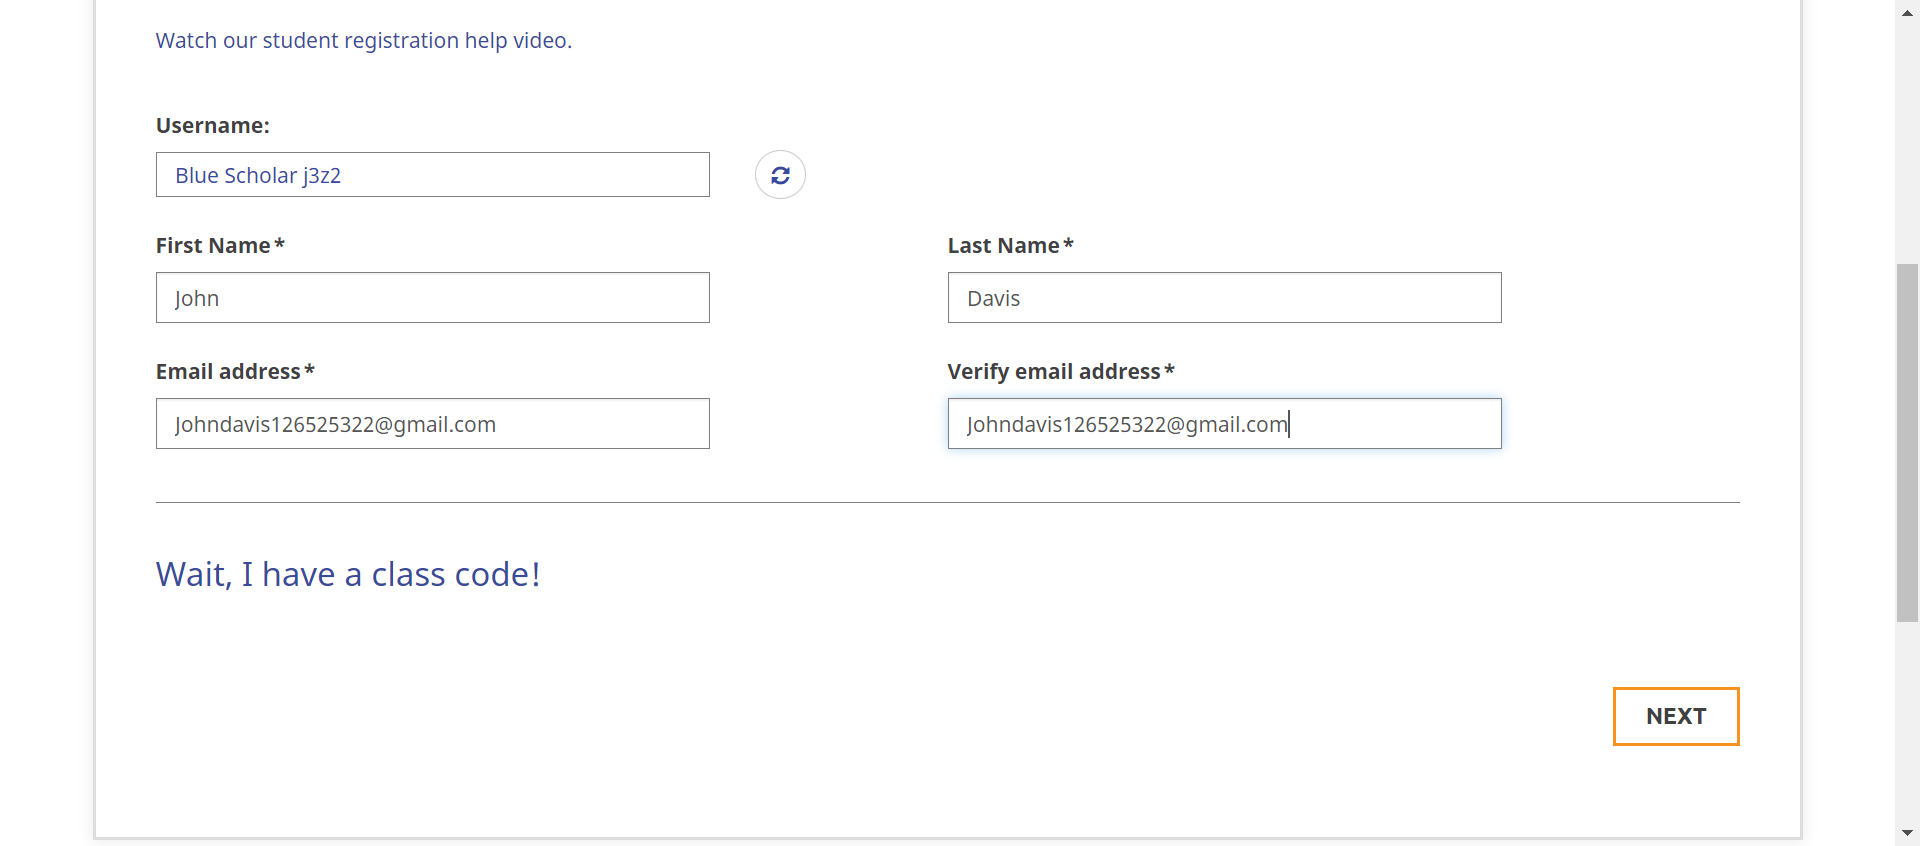 Watch our student registration help video.
Username:
Blue Scholar j3z2
First Name*
Last Name*
John
Davis
Email address*
Verify email address*
Johndavis126525322@gmail.com
Johndavis126525322@gmail.com
Wait, I have a class code!
NEXT